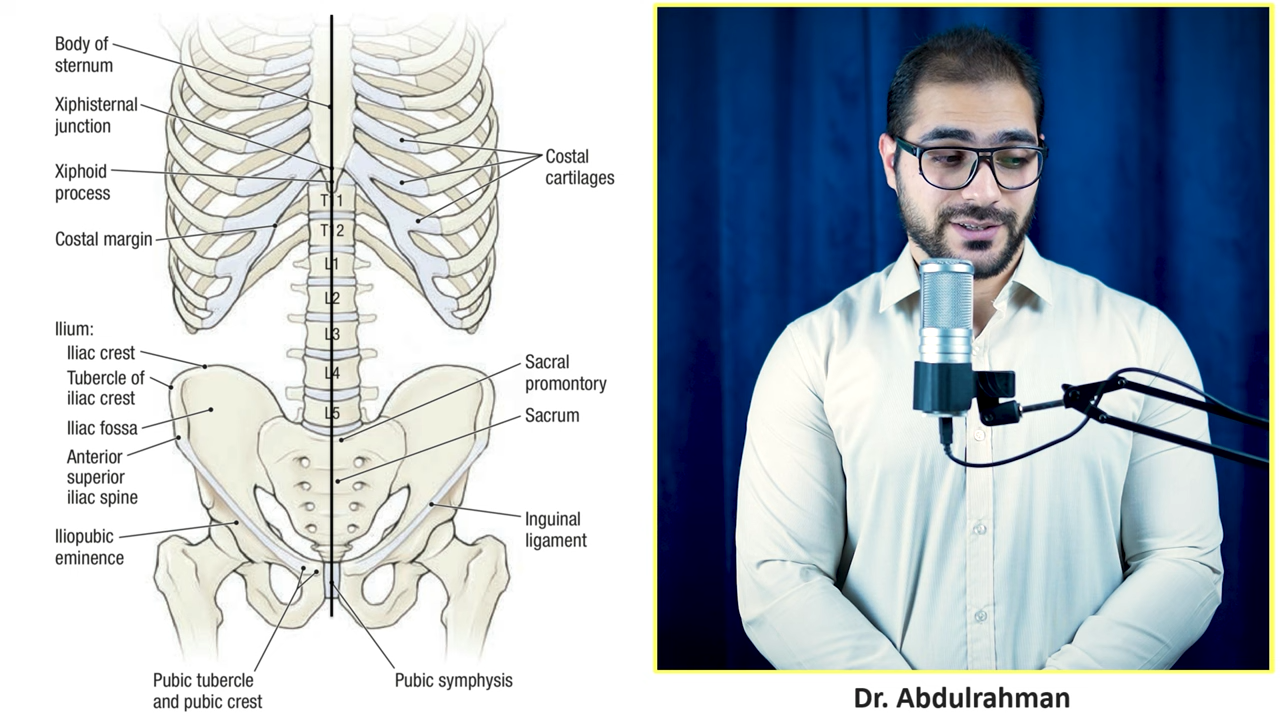 Body of
sternum
Xiphisternal
junction
Xiphoid
process
Costal margin
Costal
cartilages
T11
T12
L1
L2
L3
L4
L5
Ilium:
Iliac crest
Tubercle of
iliac crest
Iliac fossa
Anterior
superior
iliac spine
Iliopubic
eminence
Sacral
promontory
Sacrum
Inguinal
ligament
Pubic tubercle
and pubic crest
Pubic symphysis
Dr. Abdulrahman